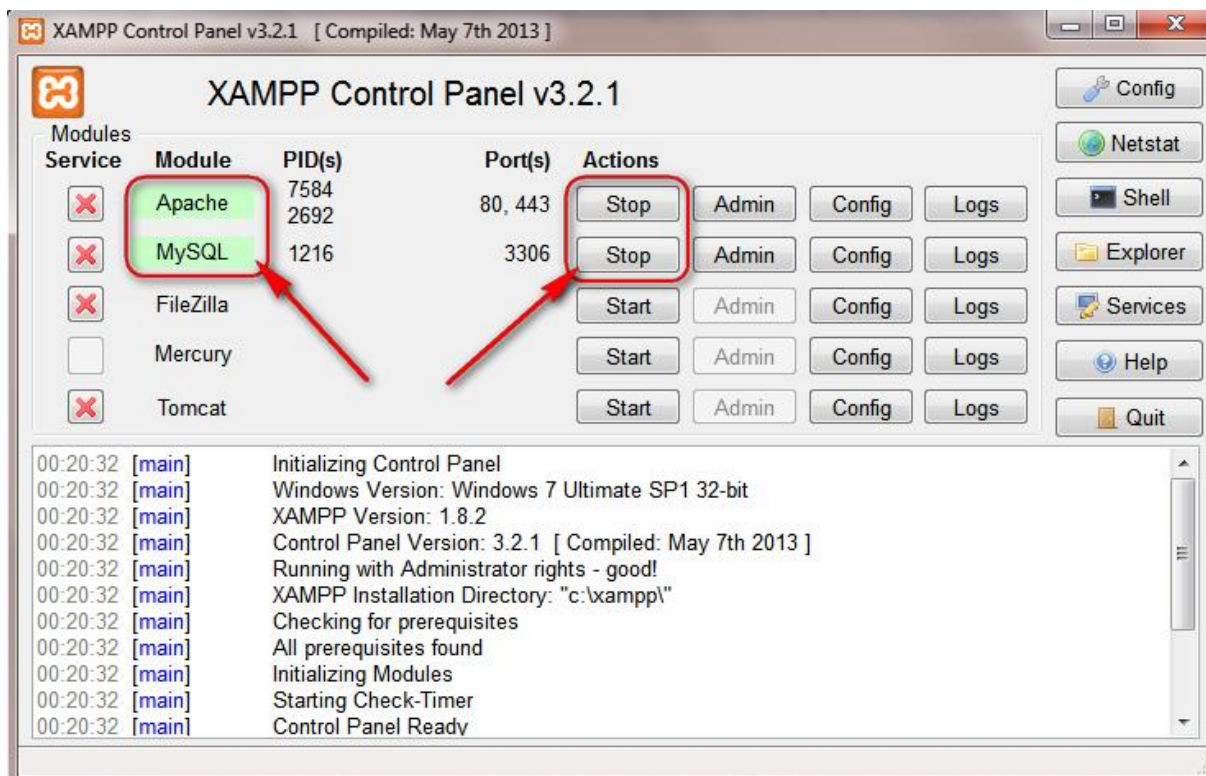 XAMPP Control Panel v3.2.1 [ Compiled: May 7th 2013 ]
XAMPP Control Panel v3.2.1
Config
Modules
Netstat
Service Module PID(s) Port(s) Actions
Apache 7584 2692 80, 443 Stop Admin Config Logs
Shell
MySQL 1216 3306 Stop Admin Config Logs
Explorer
FileZilla Start Admin Config Logs
Services
Mercury Start Admin Config Logs
Help
Tomcat Start Admin Config Logs
Quit
00:20:32 [main] Initializing Control Panel
00:20:32 [main] Windows Version: Windows 7 Ultimate SP1 32-bit
00:20:32 [main] XAMPP Version: 1.8.2
00:20:32 [main] Control Panel Version: 3.2.1 [ Compiled: May 7th 2013 ]
00:20:32 [main] Running with Administrator rights - good!
00:20:32 [main] XAMPP Installation Directory: "c:\xampp\"
00:20:32 [main] Checking for prerequisites
00:20:32 [main] All prerequisites found
00:20:32 [main] Initializing Modules
00:20:32 [main] Starting Check-Timer
00:20:32 [main] Control Panel Ready